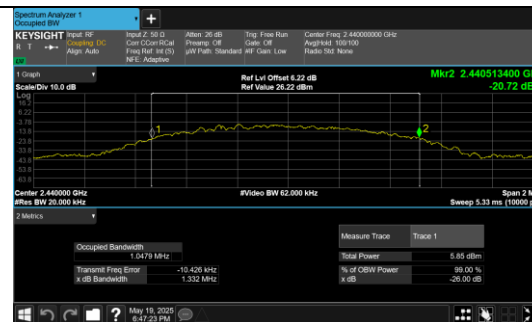 Spectrum Analyzer 1
Occupied BW
+
KEYSIGHT Input: RF Input Z: 50 Ω Atten: 26 dB Trig: Free Run Center Freq: 2.440000000 GHz
R T Coupling: DC Corr CCorr RCal Preamp: Off Gate: Off Avg|Hold: 100/100
Align: Auto Freq Ref: Int (S) µW Path: Standard #IF Gain: Low Radio Std: None
NFE: Adaptive
1 Graph
Ref Lvl Offset 6.22 dB
Mkr2 2.440513400 G
Scale/Div 10.0 dB
Ref Value 26.22 dBm
-20.72 dB
Log
16.2
6.22
-3.78
-13.8
-23.8
-33.8
-43.8
-53.8
-63.8
1
2
Center 2.440000 GHz
#Video BW 62.000 kHz
Span 2 M
#Res BW 20.000 kHz
Sweep 5.33 ms (10000 p
2 Metrics
Measure Trace Trace 1
Occupied Bandwidth
1.0479 MHz
Total Power 5.85 dBm
Transmit Freq Error -10.426 kHz
% of OBW Power 99.00 %
x dB Bandwidth 1.332 MHz
x dB -26.00 dB
?
May 19, 2025
6:47:23 PM